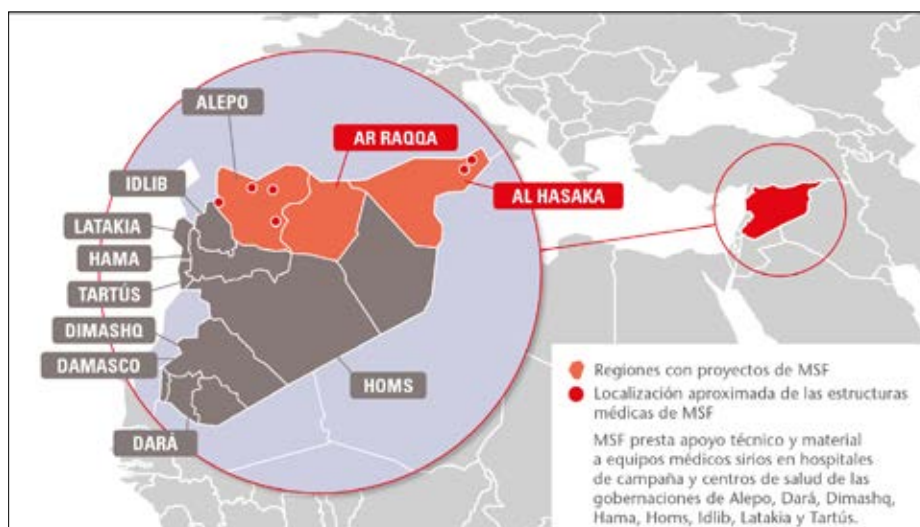 ALEPO
AR RAQQA
IDLIB
AL HASAKA
LATAKIA
HAMA
TARTÚS
DIMASHQ
DAMASCO
HOMS
DARÁ
Regiones con proyectos de MSF
Localización aproximada de las estructuras
médicas de MSF
MSF presta apoyo técnico y material
a equipos médicos sirios en hospitales
de campaña y centros de salud de las
gobernaciones de Alepo, Dará, Dimashq,
Hama, Homs, Idlib, Latakia y Tartús.